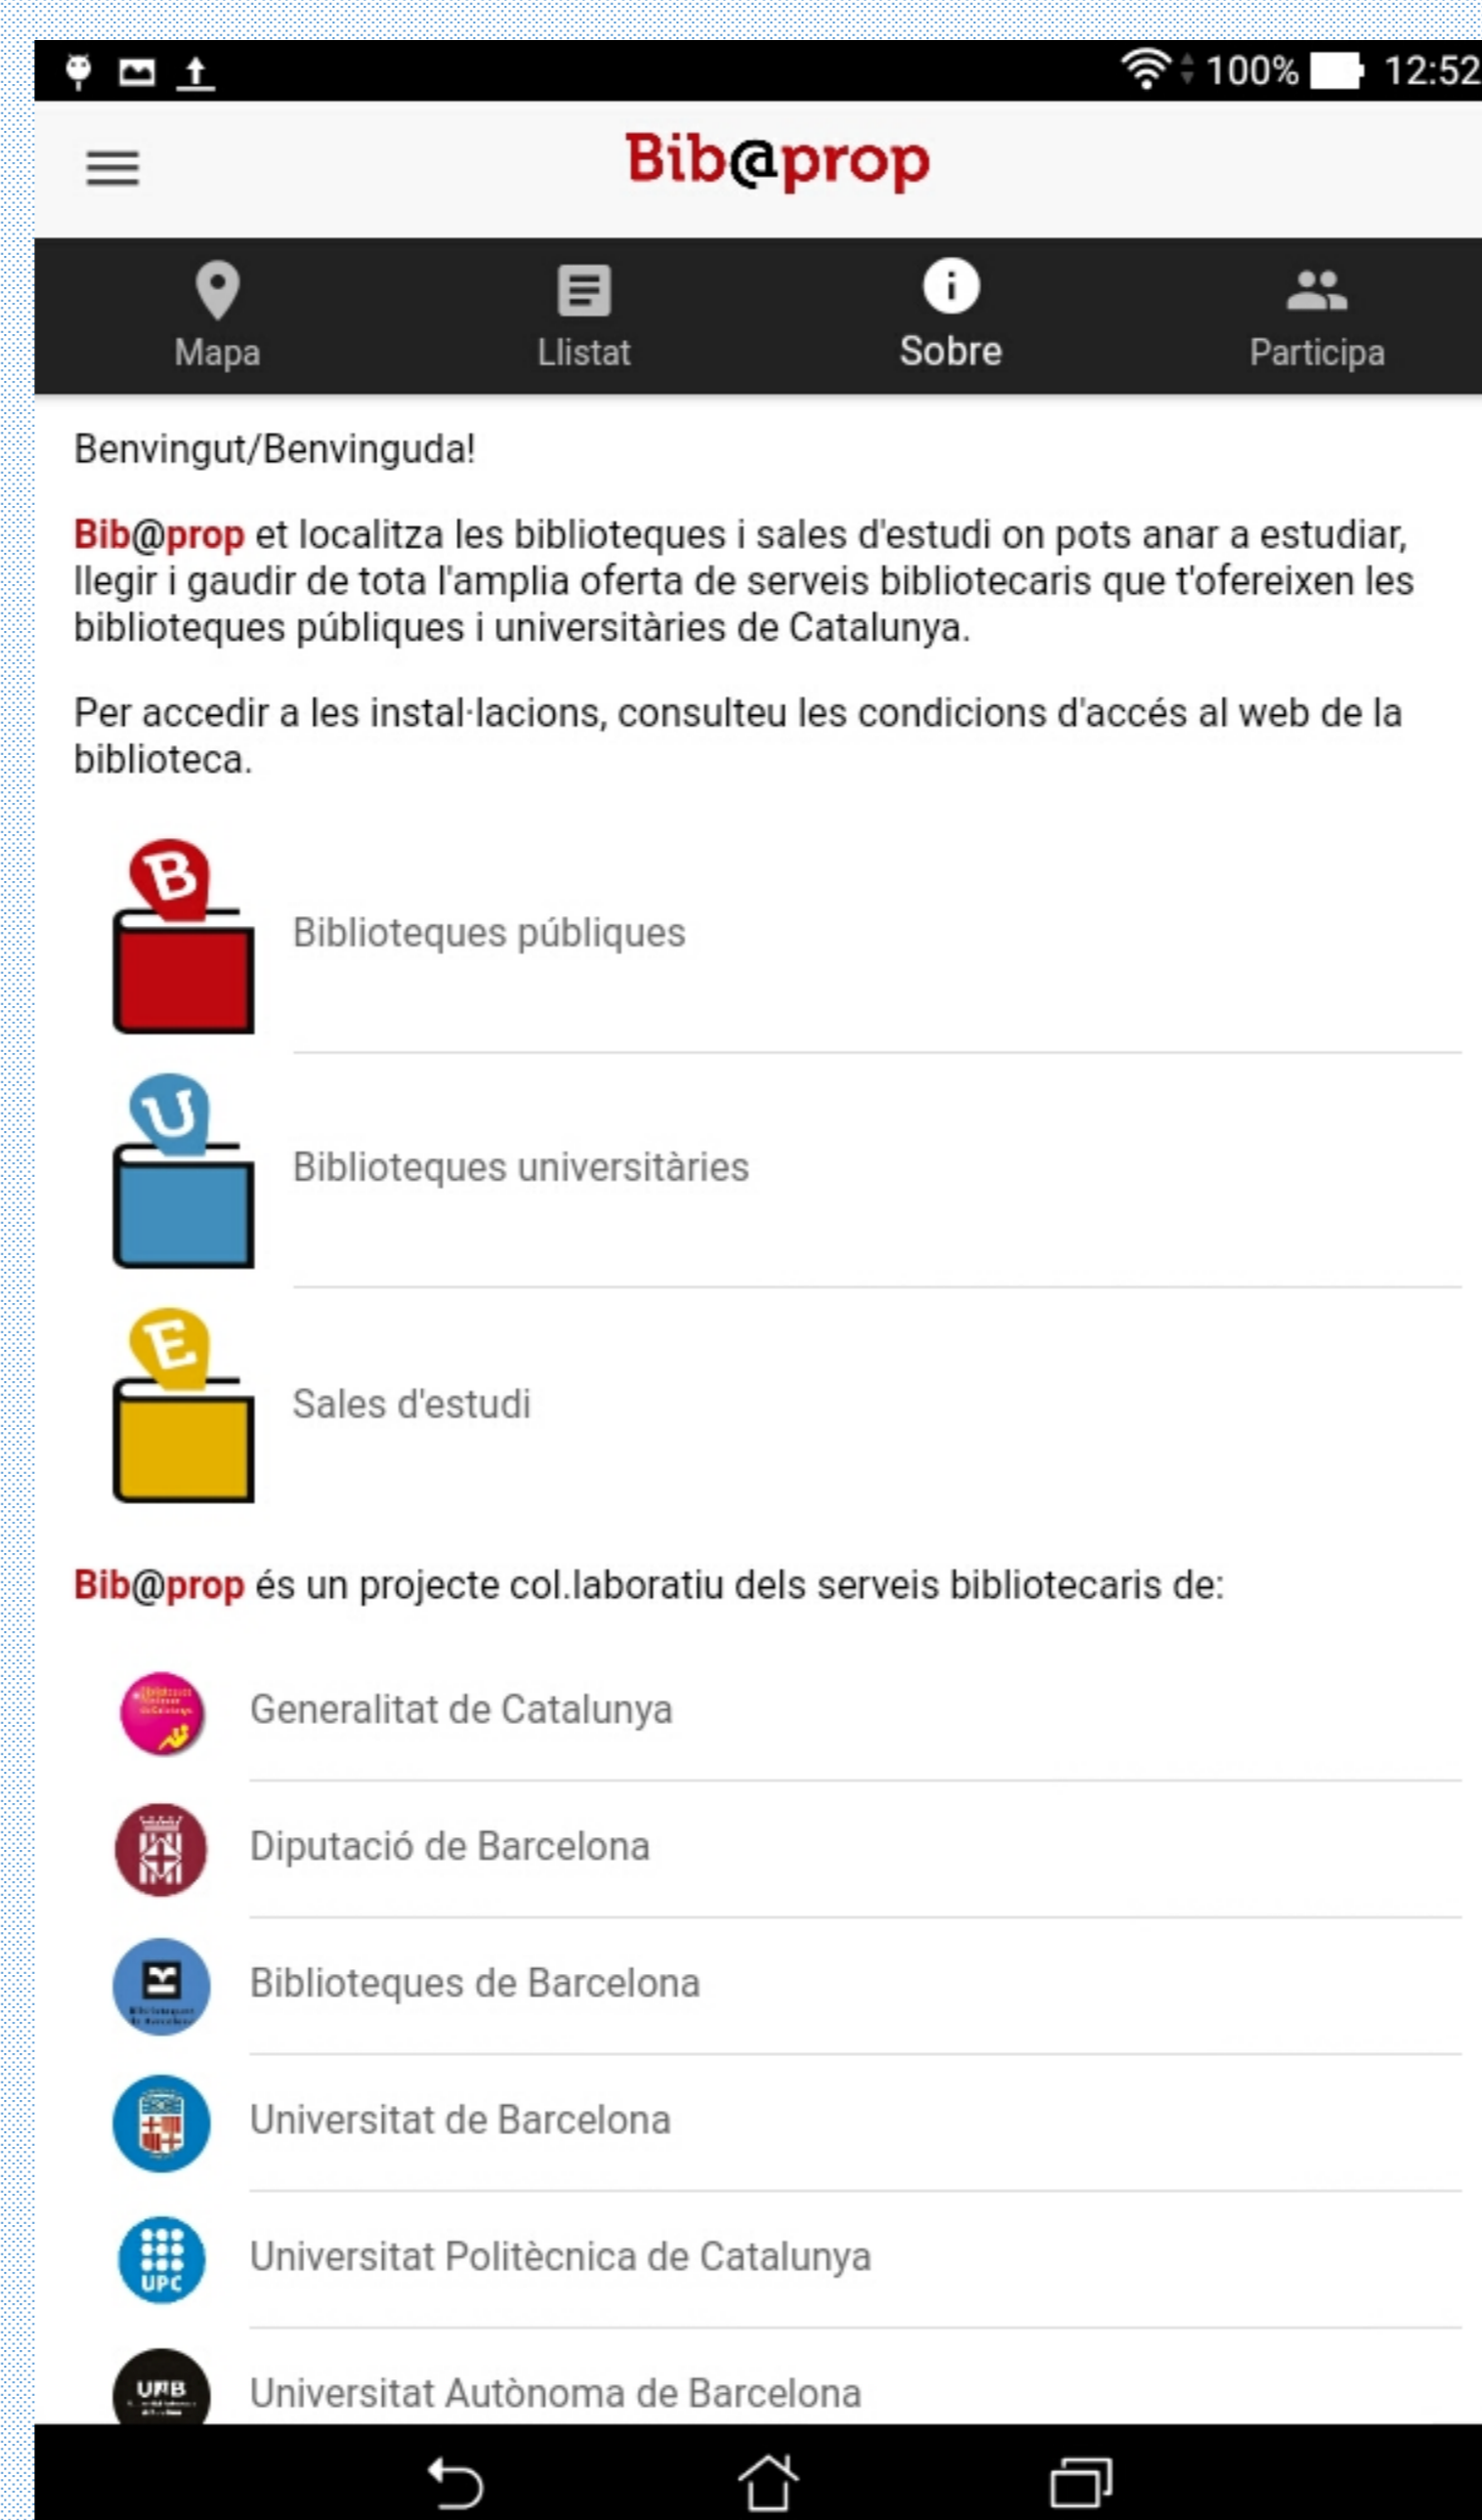 100% 12:52
Bib@prop
Mapa Llistat Sobre Participa
Benvingut/Benvinguda!
Bib@prop et localitza les biblioteques i sales d'estudi on pots anar a estudiar,
llegir i gaudir de tota l'amplia oferta de serveis bibliotecaris que t'ofereixen les
biblioteques públiques i universitàries de Catalunya.
Per accedir a les instal·lacions, consulteu les condicions d'accés al web de la
biblioteca.
B
Biblioteques públiques
U
Biblioteques universitàries
E
Sales d'estudi
Bib@prop és un projecte col.laboratiu dels serveis bibliotecaris de:
Generalitat de Catalunya
Diputació de Barcelona
Biblioteques de Barcelona
Universitat de Barcelona
UPC
Universitat Politècnica de Catalunya
UAB
Universitat Autònoma de Barcelona